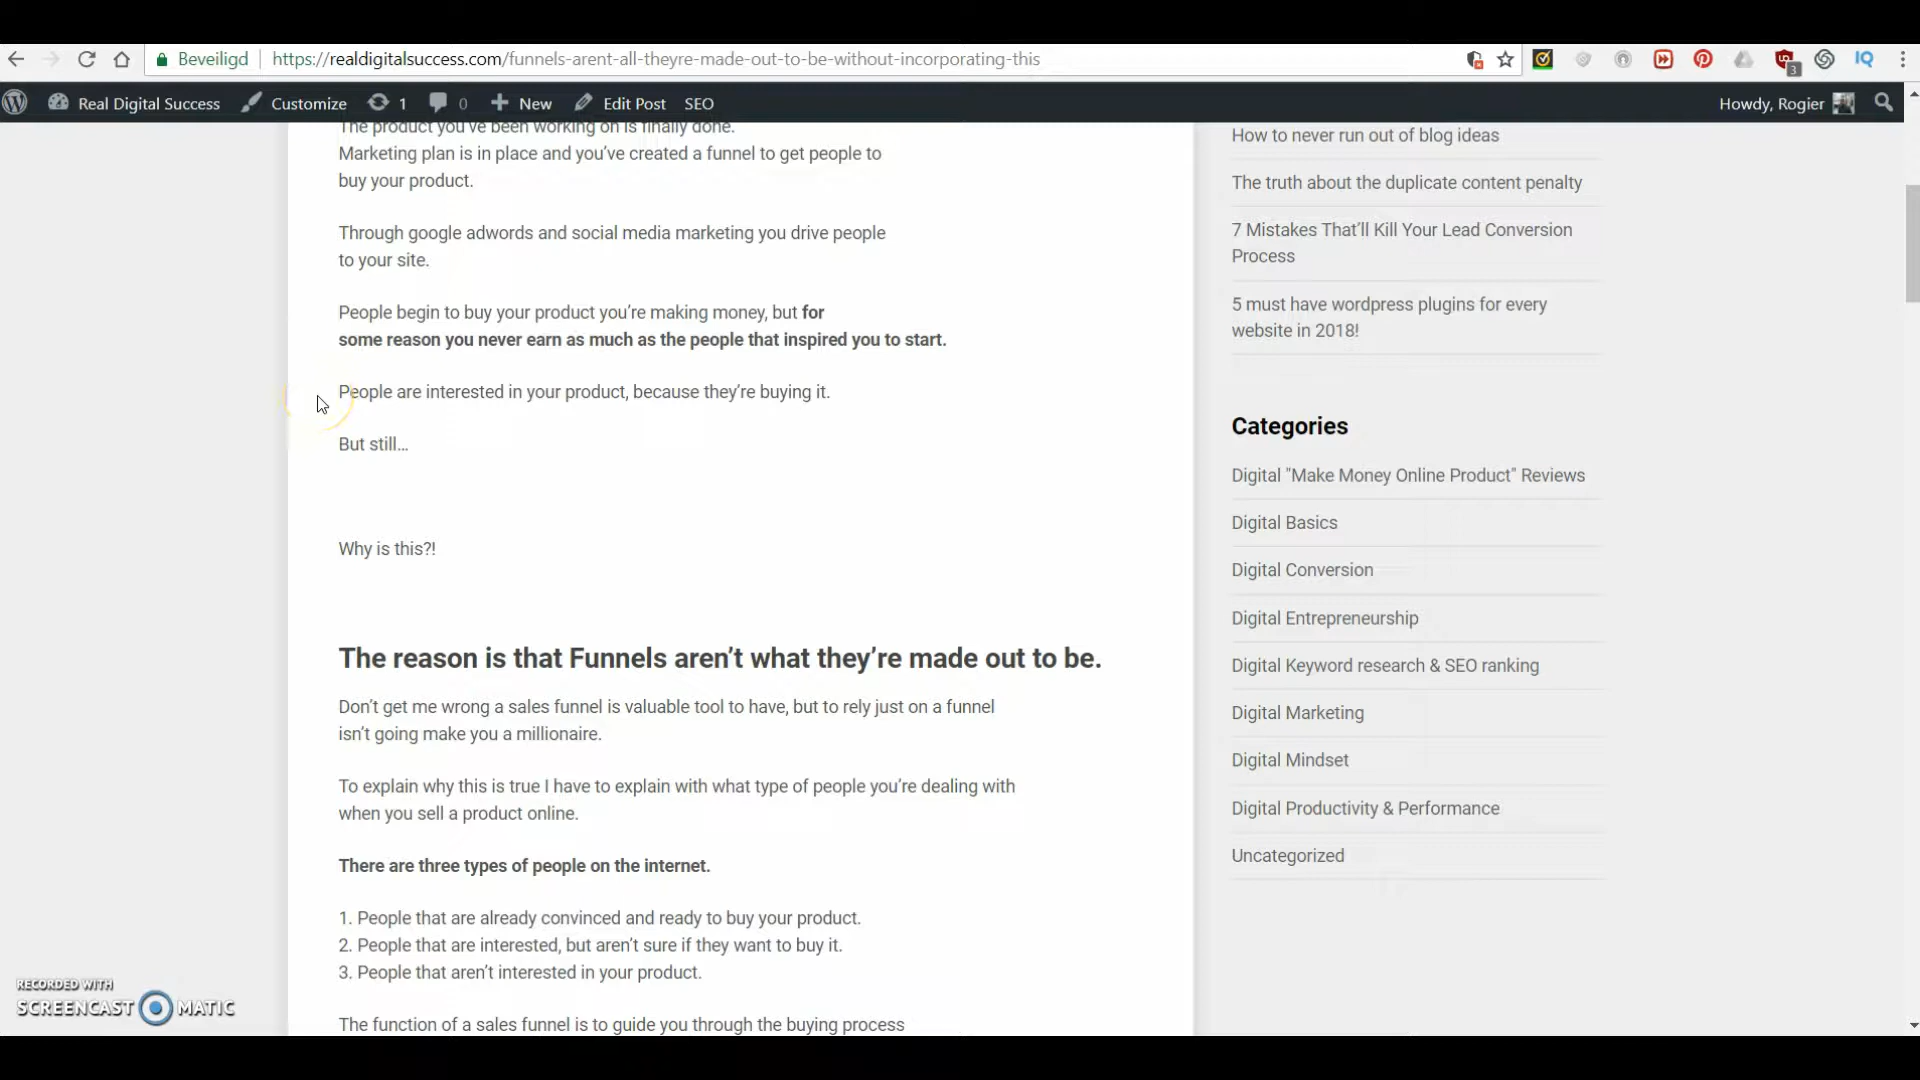 Beveiligd
https://realdigitalsuccess.com/funnels-arent-all-theyre-made-out-to-be-without-incorporating-this
3
IQ
Real Digital Success
Customize
1
0
New
Edit Post
SEO
Howdy, Rogier
The product you've been working on is finally done.
Marketing plan is in place and you've created a funnel to get people to
buy your product.
Through google adwords and social media marketing you drive people
to your site.
People begin to buy your product you're making money, but for
some reason you never earn as much as the people that inspired you to start.
People are interested in your product, because they're buying it.
But still…
Why is this?!
The reason is that Funnels aren't what they're made out to be.
Don't get me wrong a sales funnel is valuable tool to have, but to rely just on a funnel
isn't going make you a millionaire.
To explain why this is true I have to explain with what type of people you're dealing with
when you sell a product online.
There are three types of people on the internet.
1. People that are already convinced and ready to buy your product.
2. People that are interested, but aren't sure if they want to buy it.
3. People that aren't interested in your product.
The function of a sales funnel is to guide you through the buying process
How to never run out of blog ideas
The truth about the duplicate content penalty
7 Mistakes That'll Kill Your Lead Conversion
Process
5 must have wordpress plugins for every
website in 2018!
Categories
Digital "Make Money Online Product" Reviews
Digital Basics
Digital Conversion
Digital Entrepreneurship
Digital Keyword research & SEO ranking
Digital Marketing
Digital Mindset
Digital Productivity & Performance
Uncategorized
RECORDED WITH
SCREENCAST MATIC